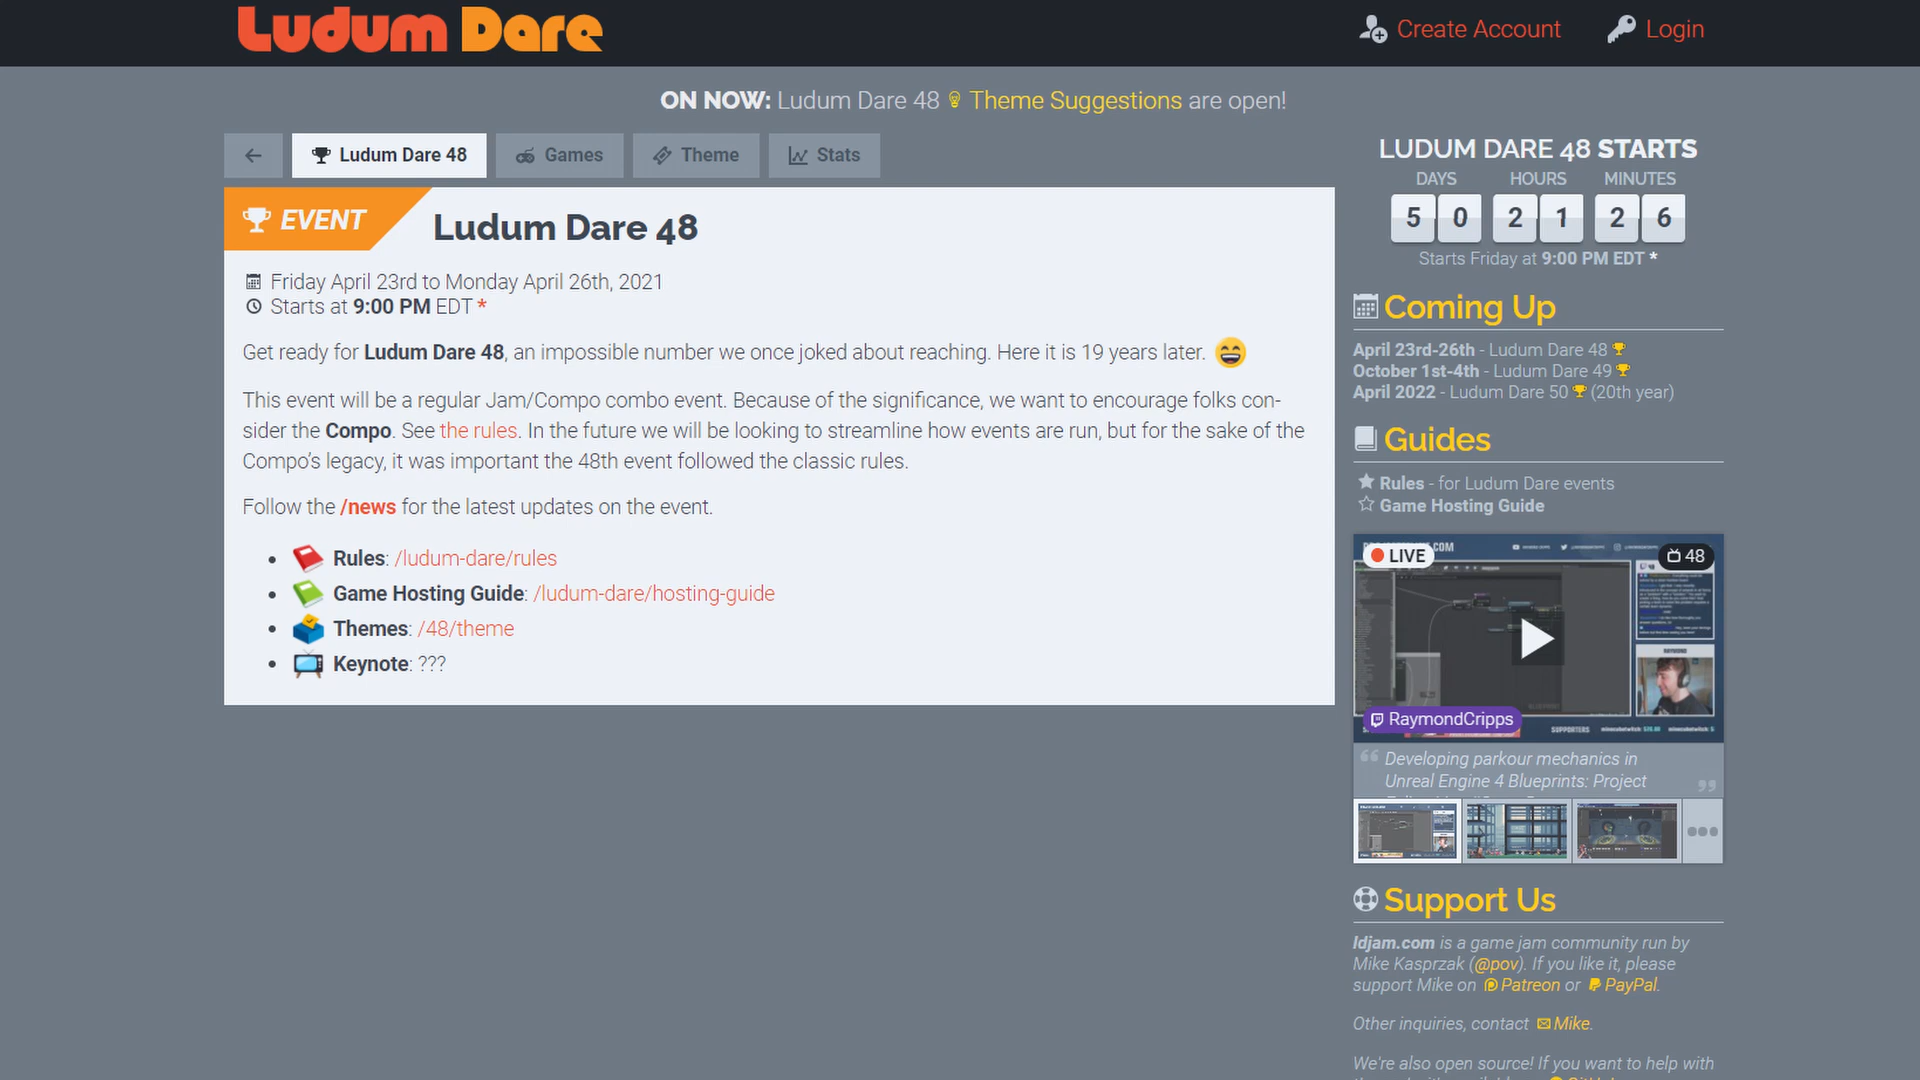 Ludum Dare
Create Account
Login
ON NOW: Ludum Dare 48 Theme Suggestions are open!
Ludum Dare 48
Games
Theme
Stats
EVENT
Ludum Dare 48
Friday April 23rd to Monday April 26th, 2021
Starts at 9:00 PM EDT *
Get ready for Ludum Dare 48, an impossible number we once joked about reaching. Here it is 19 years later.
This event will be a regular Jam/Compo combo event. Because of the significance, we want to encourage folks con-
sider the Compo. See the rules. In the future we will be looking to streamline how events are run, but for the sake of the
Compo's legacy, it was important the 48th event followed the classic rules.
Follow the /news for the latest updates on the event.
Rules: /ludum-dare/rules
Game Hosting Guide: /ludum-dare/hosting-guide
Themes: /48/theme
Keynote: ???
LUDUM DARE 48 STARTS
DAYS HOURS MINUTES
5 0 2 1 2 6
Starts Friday at 9:00 PM EDT *
Coming Up
April 23rd-26th - Ludum Dare 48
October 1st-4th - Ludum Dare 49
April 2022 - Ludum Dare 50 (20th year)
Guides
Rules - for Ludum Dare events
Game Hosting Guide
LIVE
48
RAYMOND
RaymondCripps
SUPPORTERS
Developing parkour mechanics in
Unreal Engine 4 Blueprints: Project
Support Us
ldjam.com is a game jam community run by
Mike Kasprzak (@pov). If you like it, please
support Mike on Patreon or PayPal.
Other inquiries, contact Mike.
We're also open source! If you want to help with